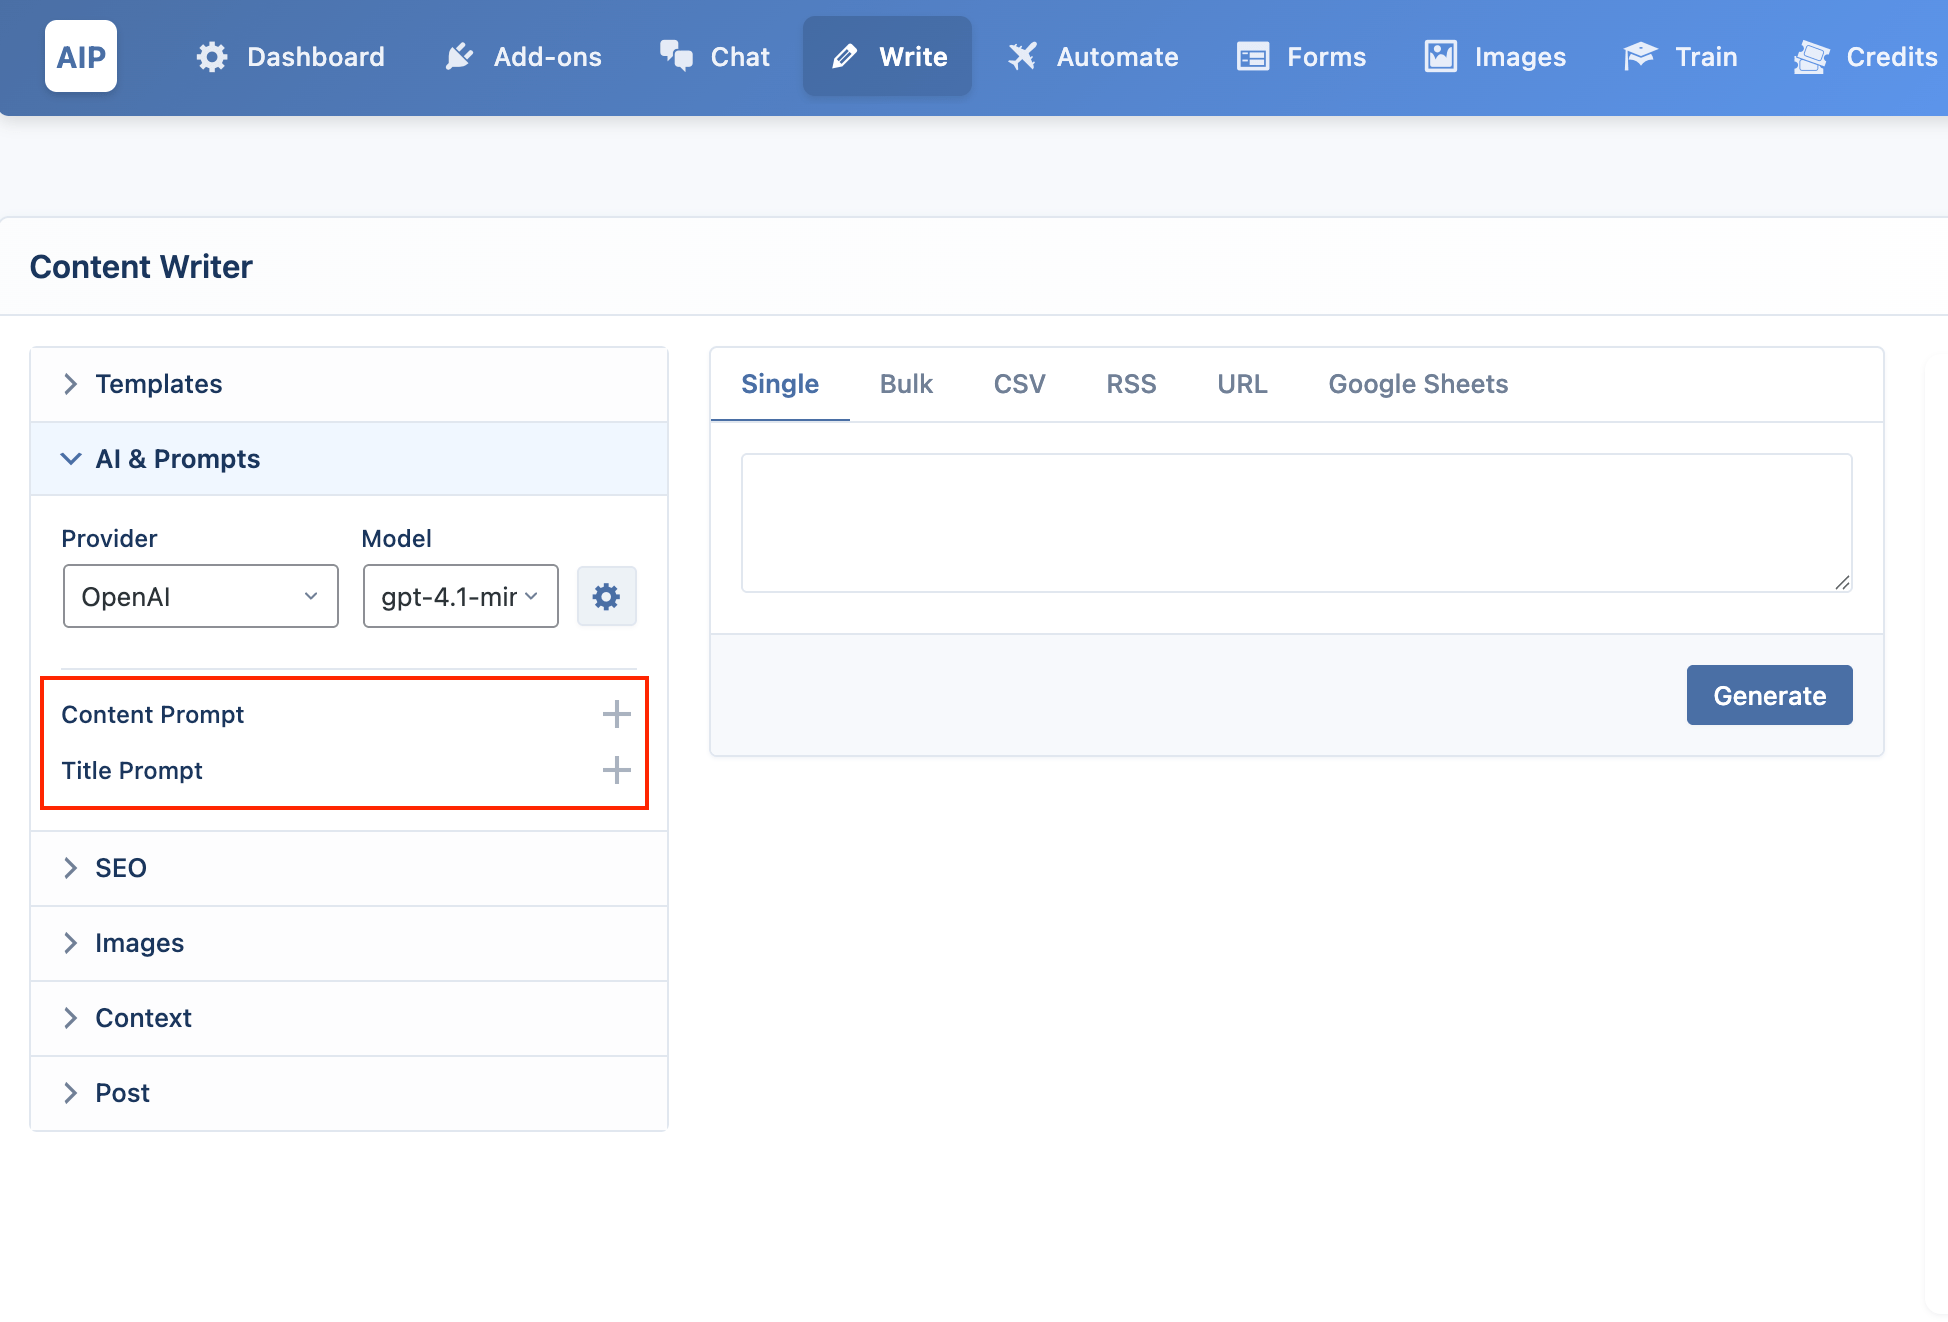 AIP Dashboard Add-ons Chat Write Automate Forms Images Train Credits
Content Writer
Templates
AI & Prompts
Provider Model
OpenAI gpt-4.1-mir
Content Prompt
Title Prompt
SEO
Images
Context
Post
Single Bulk CSV RSS URL Google Sheets
Generate